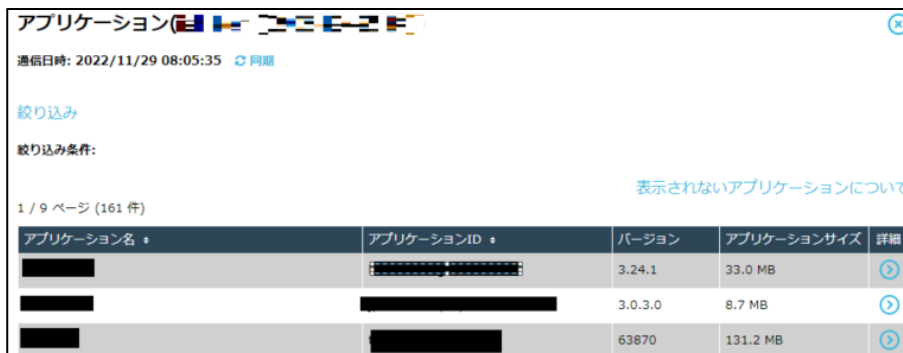 アプリケーション(
通信日時: 2022/11/29 08:05:35 同期
絞り込み
絞り込み条件:
表示されないアプリケーションについて
1 / 9 ページ (161 件)
アプリケーション名 アプリケーションID バージョン アプリケーションサイズ 詳細
3.24.1 33.0 MB
3.0.3.0 8.7 MB
63870 131.2 MB